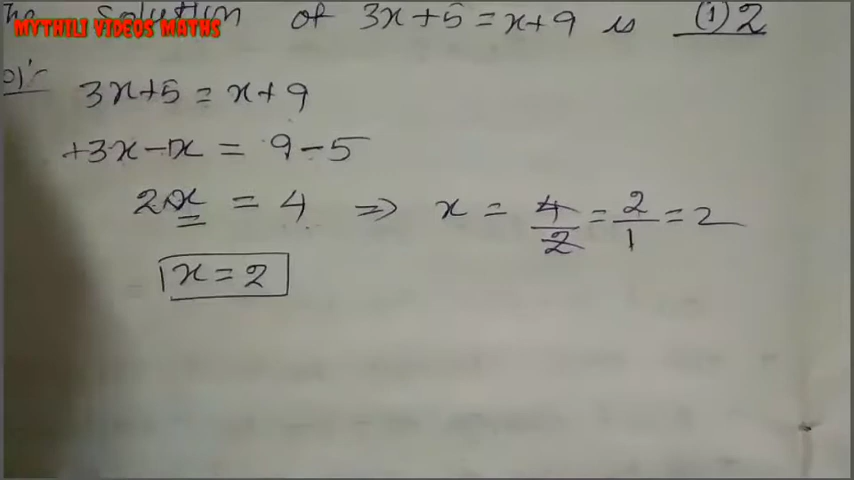 The solution of 3x+5=x+9 is (1) 2
MYTHILI VIDEOS MATHS
3x+5 = x+9
+3x-x = 9-5
2x = 4 ⇒ x = 4/2 = 2/1 = 2
x = 2